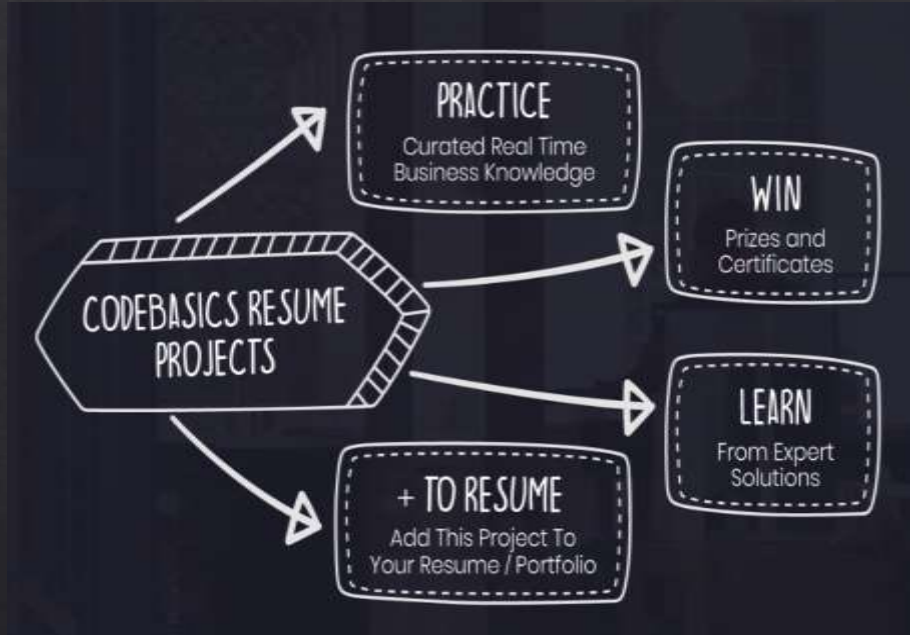 PRACTICE
Curated Real Time
Business Knowledge
WIN
Prizes and
Certificates
CODEBASICS RESUME
PROJECTS
LEARN
From Expert
Solutions
+ TO RESUME
Add This Project To
Your Resume / Portfolio